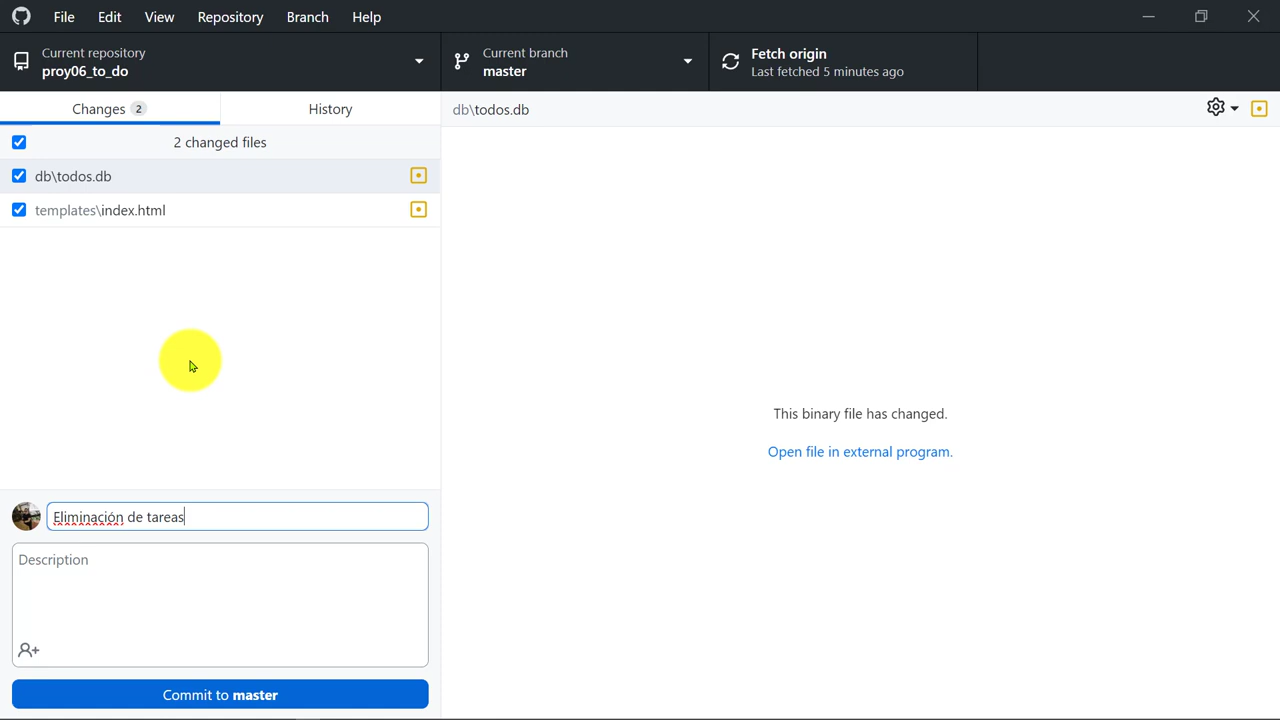 File Edit View Repository Branch Help
Current repository
proy06_to_do
Current branch
master
Fetch origin
Last fetched 5 minutes ago
Changes 2
History
db\todos.db
2 changed files
db\todos.db
templates\index.html
This binary file has changed.
Open file in external program.
Eliminación de tareas
Description
Commit to master